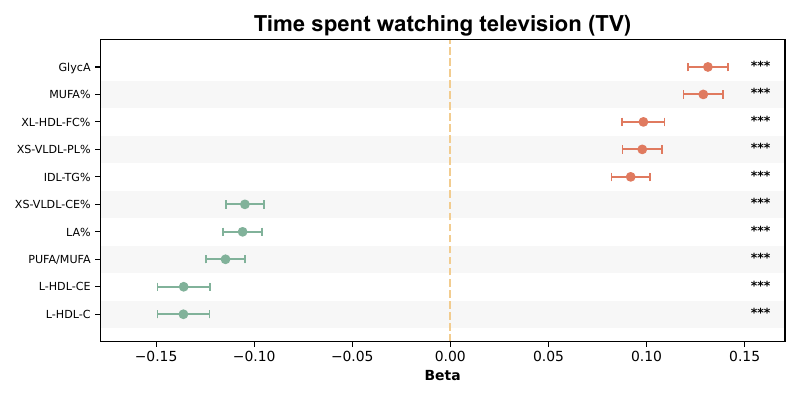 Time spent watching television (TV)
GlycA ***
MUFA% ***
XL-HDL-FC% ***
XS-VLDL-PL% ***
IDL-TG% ***
XS-VLDL-CE% ***
LA% ***
PUFA/MUFA ***
L-HDL-CE ***
L-HDL-C ***
−0.15 −0.10 −0.05 0.00 0.05 0.10 0.15
Beta